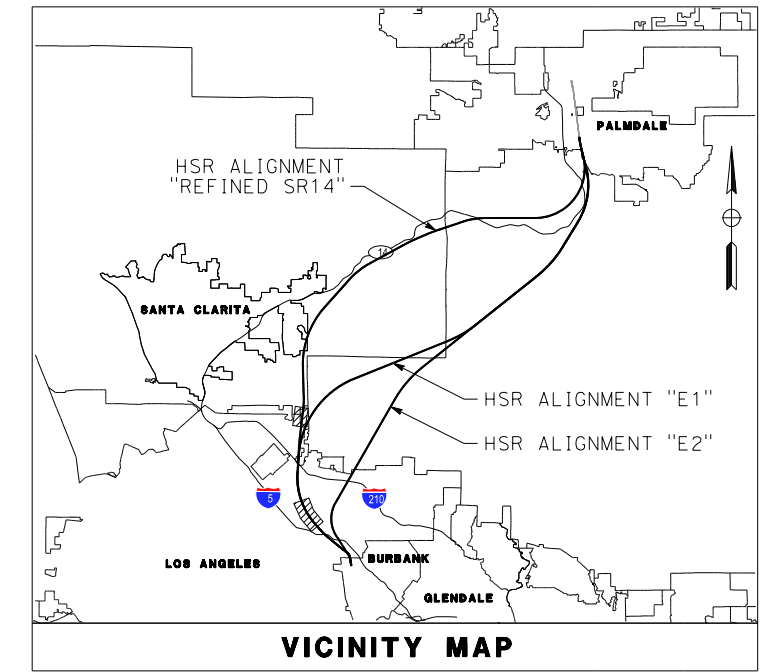 PALMDALE
HSR ALIGNMENT
"REFINED SR14"
14
SANTA CLARITA
HSR ALIGNMENT "E1"
HSR ALIGNMENT "E2"
5
210
LOS ANGELES
BURBANK
GLENDALE
VICINITY MAP